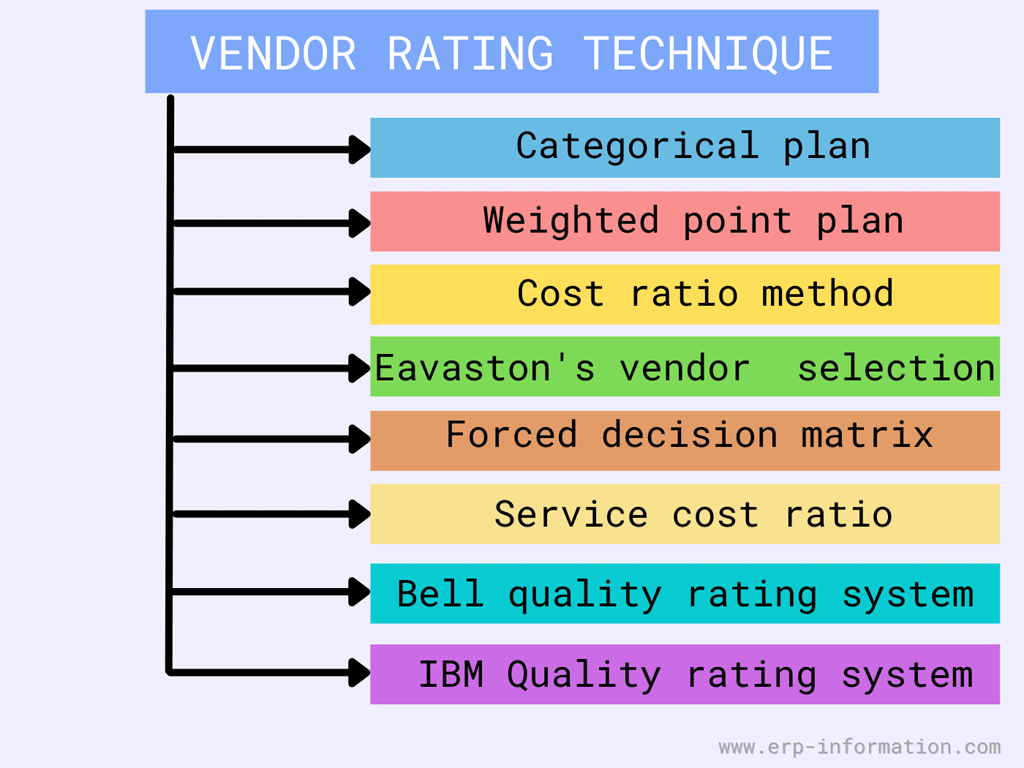 VENDOR RATING TECHNIQUE
Categorical plan
Weighted point plan
Cost ratio method
Eavaston's vendor selection
Forced decision matrix
Service cost ratio
Bell quality rating system
IBM Quality rating system
www.erp-information.com